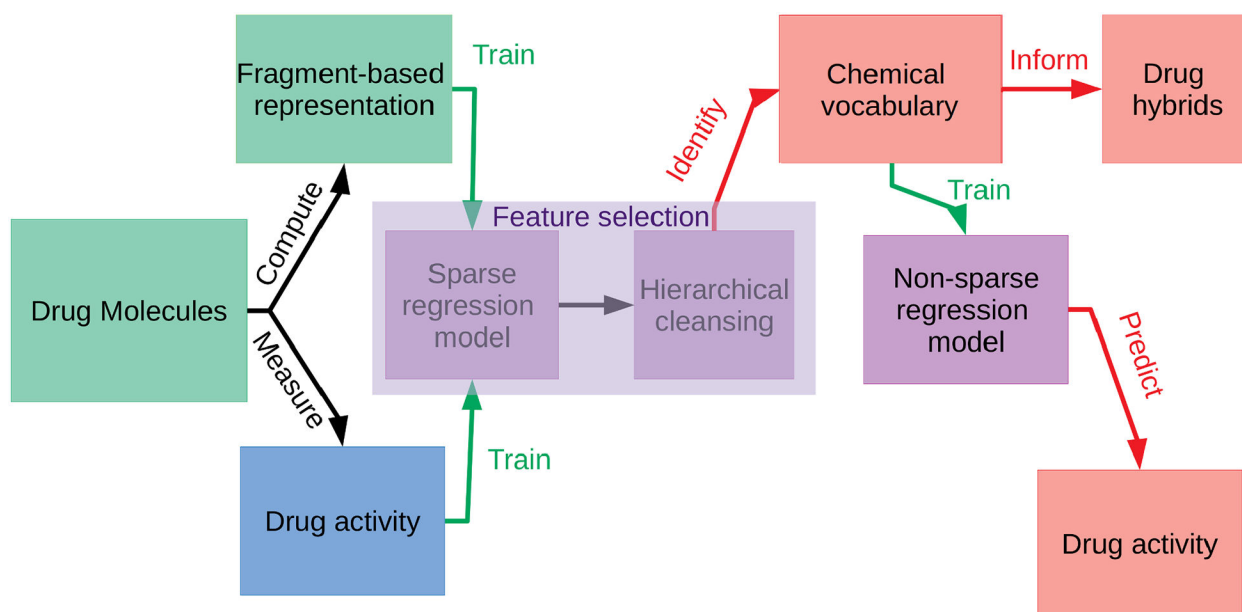 Fragment-based
representation
Train
Chemical
vocabulary
Inform
Drug
hybrids
Identify
Compute
Train
Feature selection
Drug Molecules
Sparse
regression
model
Hierarchical
cleansing
Non-sparse
regression
model
Measure
Predict
Train
Drug activity
Drug activity